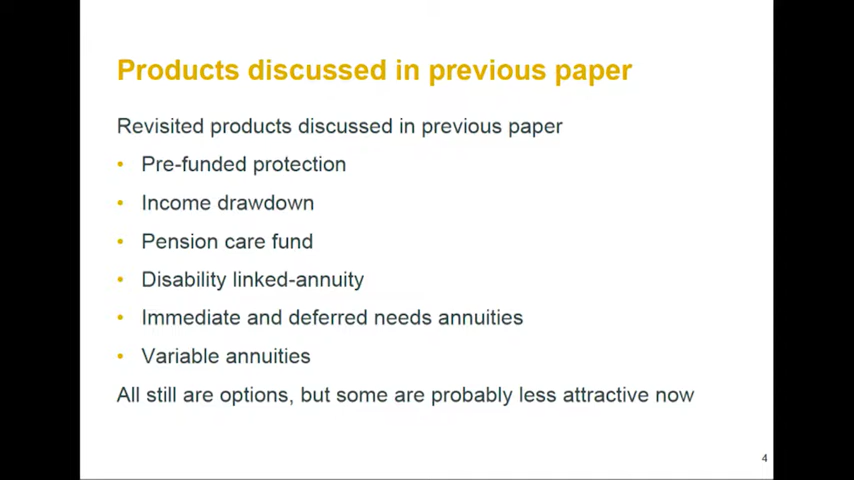 Products discussed in previous paper
Revisited products discussed in previous paper
• Pre-funded protection
• Income drawdown
• Pension care fund
• Disability linked-annuity
• Immediate and deferred needs annuities
• Variable annuities
All still are options, but some are probably less attractive now
4